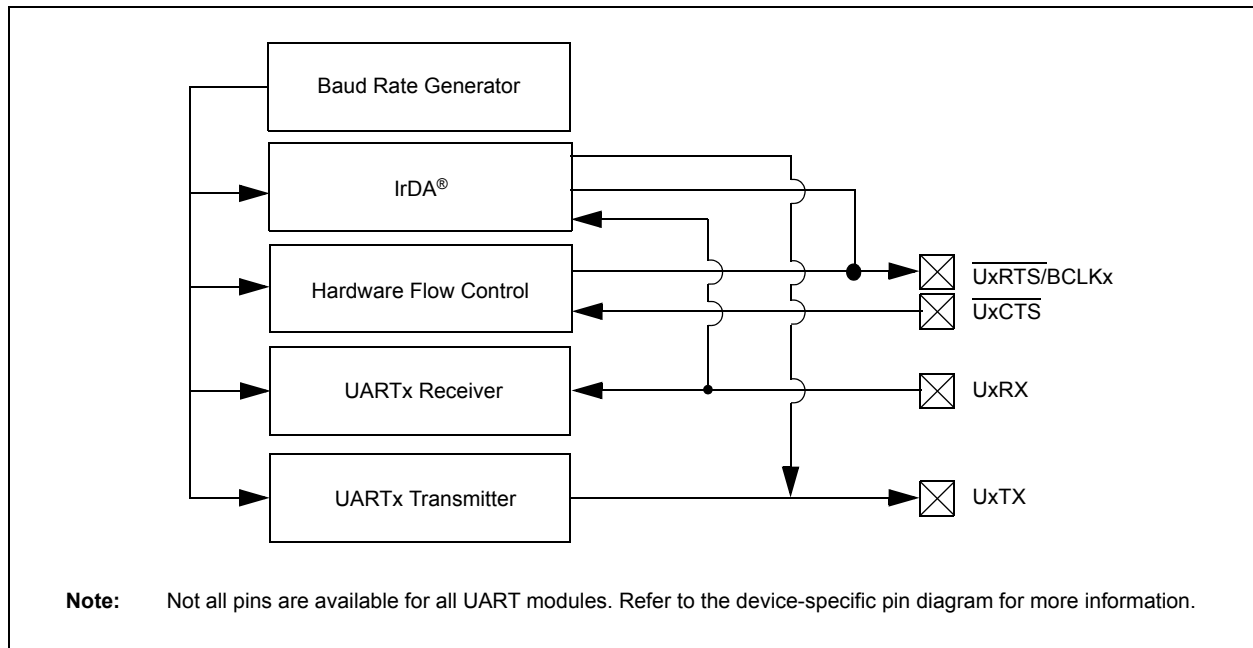 Baud Rate Generator
IrDA®
Hardware Flow Control
UxRTS/BCLKx
UxCTS
UARTx Receiver
UxRX
UARTx Transmitter
UxTX
Note: Not all pins are available for all UART modules. Refer to the device-specific pin diagram for more information.